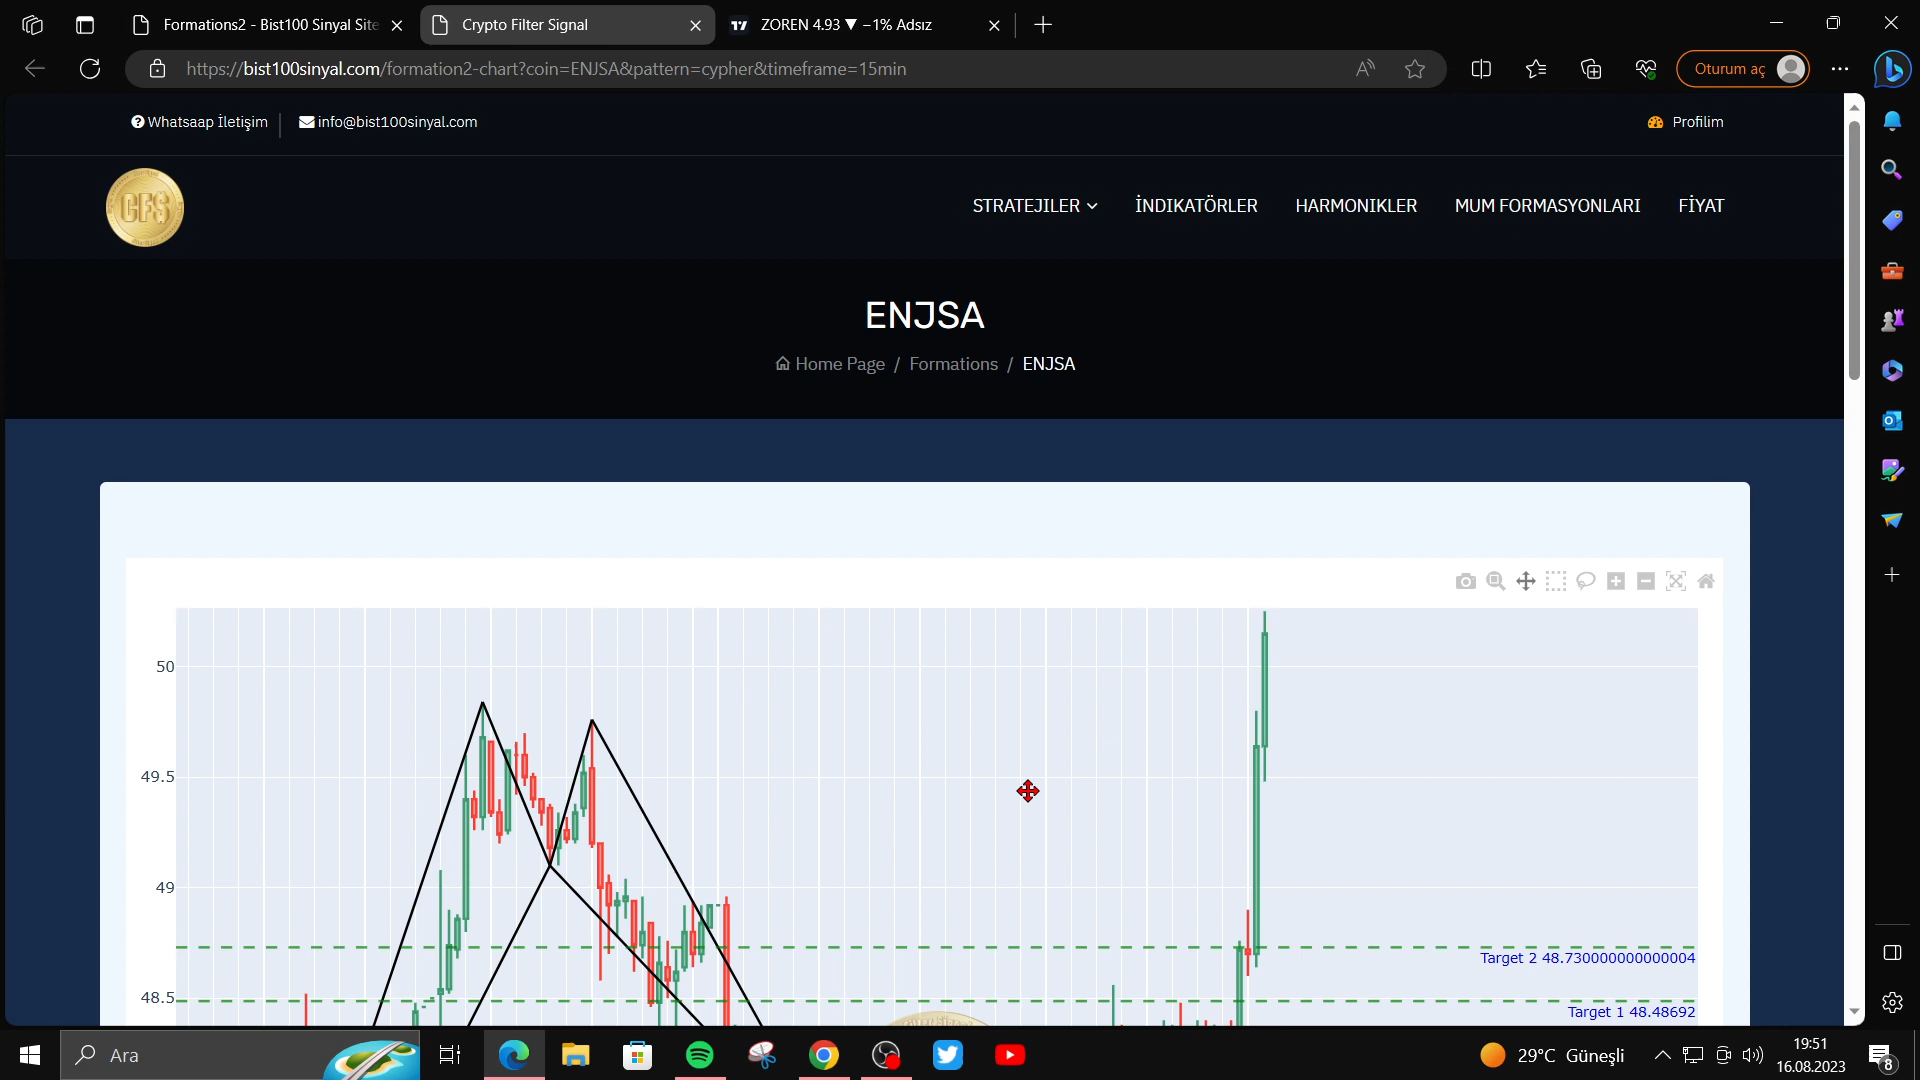 Formations2 - Bist100 Sinyal Site
Crypto Filter Signal
ZOREN 4.93 ▼ −1% Adsız
https://bist100sinyal.com/formation2-chart?coin=ENJSA&pattern=cypher&timeframe=15min
Oturum aç
Whatsaap İletişim
info@bist100sinyal.com
Profilim
CFS
STRATEJILER
İNDIKATÖRLER
HARMONIKLER
MUM FORMASYONLARI
FİYAT
ENJSA
Home Page / Formations / ENJSA
50
49.5
49
48.5
Target 2 48.730000000000004
Target 1 48.48692
Ara
29°C Güneşli
19:51
16.08.2023
8